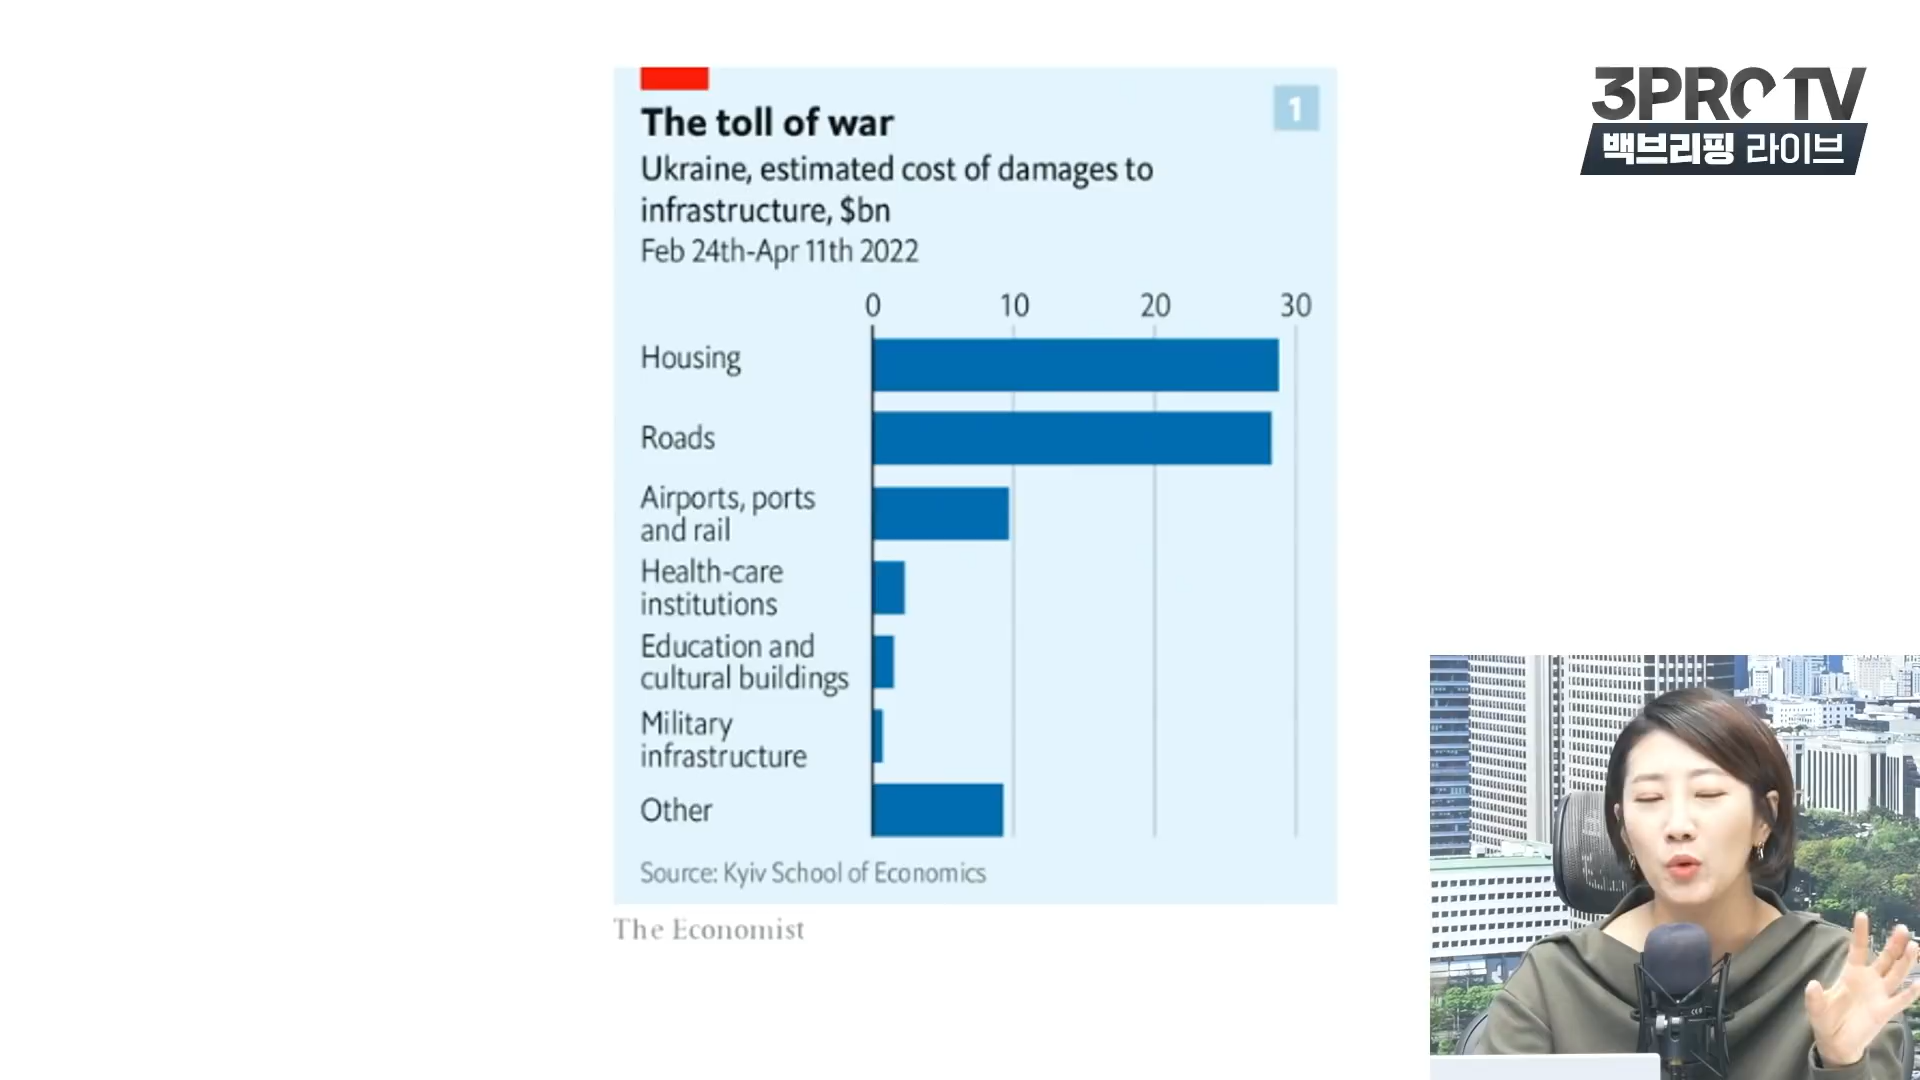 3PROTV
백브리핑 라이브
1
The toll of war
Ukraine, estimated cost of damages to
infrastructure, $bn
Feb 24th-Apr 11th 2022
0 10 20 30
Housing
Roads
Airports, ports
and rail
Health-care
institutions
Education and
cultural buildings
Military
infrastructure
Other
Source: Kyiv School of Economics
The Economist